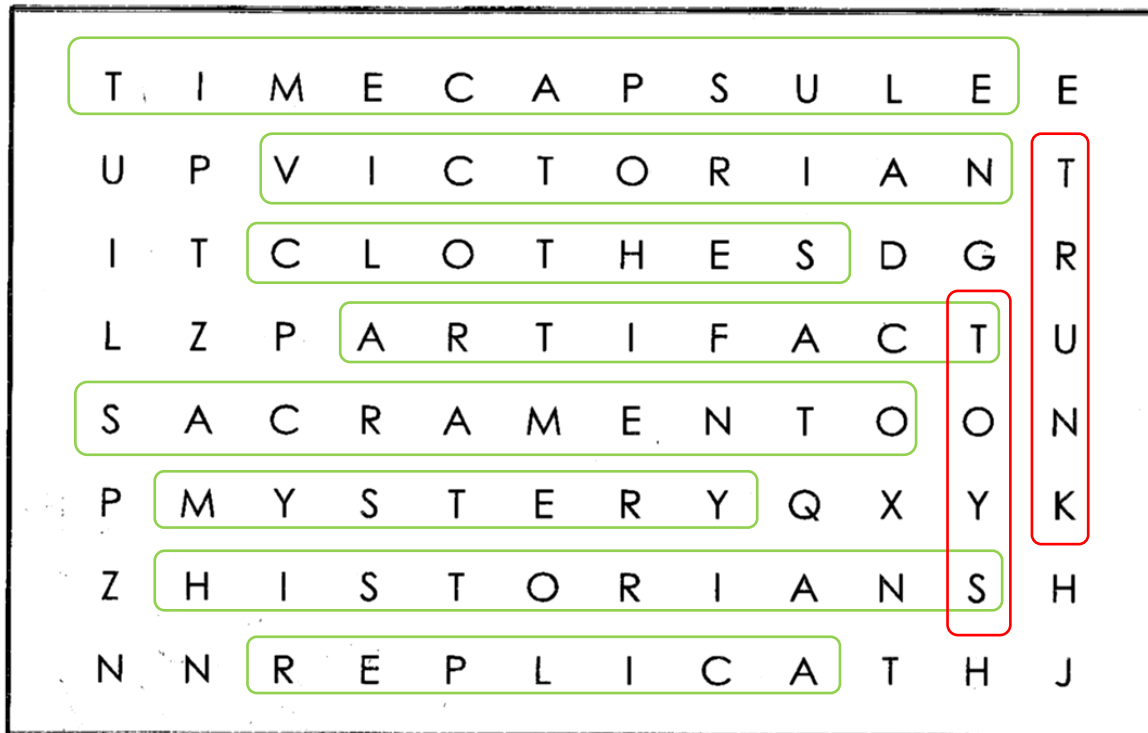 T I M E C A P S U L E E
U P V I C T O R I A N T
I T C L O T H E S D G R
L Z P A R T I F A C T U
S A C R A M E N T O O N
P M Y S T E R Y Q X Y K
Z H I S T O R I A N S H
N N R E P L I C A T H J